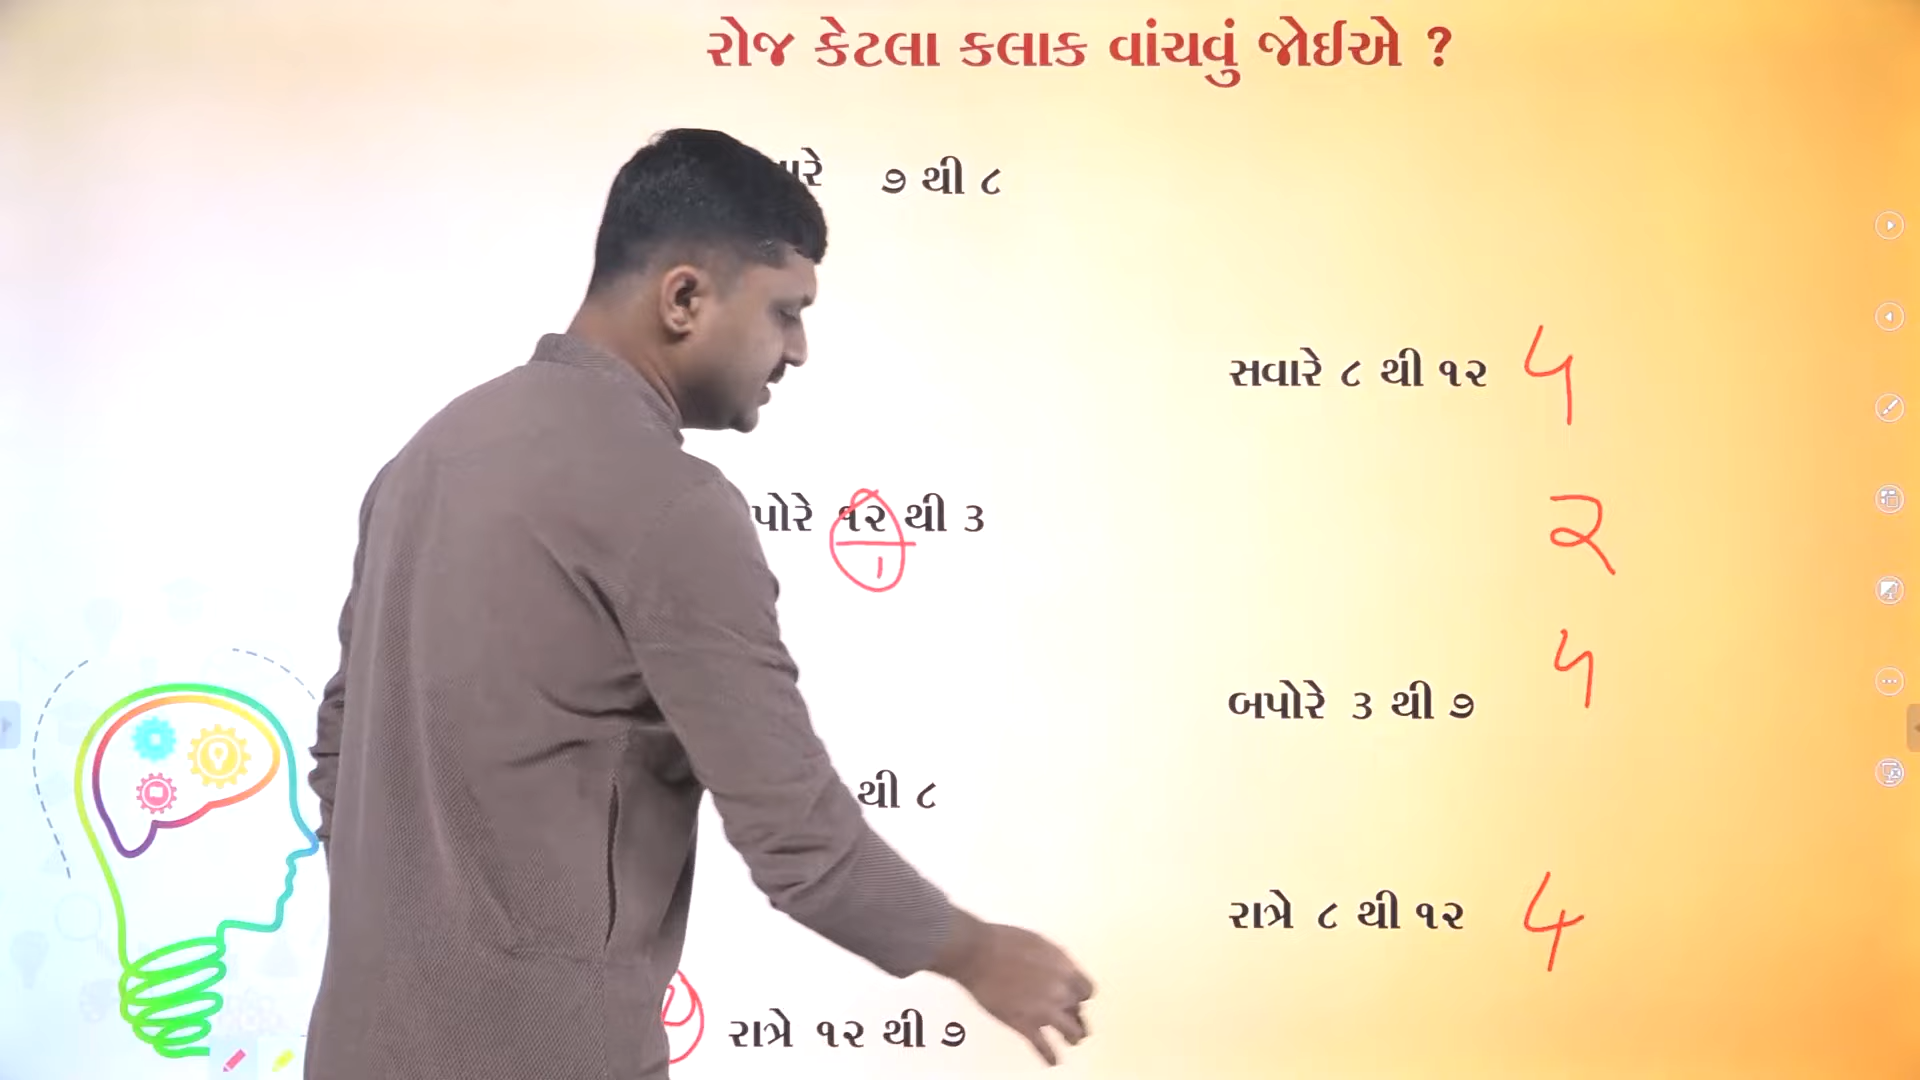 રોજ કેટલા કલાક વાંચવું જોઈએ ?
૭ થી ૮
સવારે ૮ થી ૧૨ 4
૧૨ થી ૩
1
2
બપોરે ૩ થી ૭ 4
થી ૮
રાત્રે ૮ થી ૧૨ 4
રાત્રે ૧૨ થી ૭